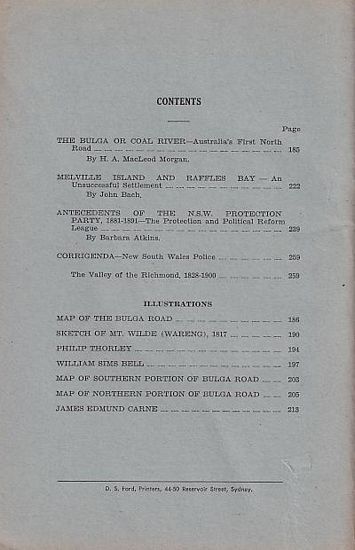 CONTENTS
Page
THE BULGA OR COAL RIVER—Australia's First North
Road 185
By H. A. MacLeod Morgan.
MELVILLE ISLAND AND RAFFLES BAY — An
Unsuccessful Settlement 222
By John Bach.
ANTECEDENTS OF THE N.S.W. PROTECTION
PARTY, 1881-1891—The Protection and Political Reform
League 239
By Barbara Atkins.
CORRIGENDA—New South Wales Police 259
The Valley of the Richmond, 1828-1900 259
ILLUSTRATIONS
MAP OF THE BULGA ROAD 186
SKETCH OF MT. WILDE (WARENG), 1817 190
PHILIP THORLEY 194
WILLIAM SIMS BELL 197
MAP OF SOUTHERN PORTION OF BULGA ROAD 203
MAP OF NORTHERN PORTION OF BULGA ROAD 205
JAMES EDMUND CARNE 213
D. S. Ford, Printers, 44-50 Reservoir Street, Sydney.